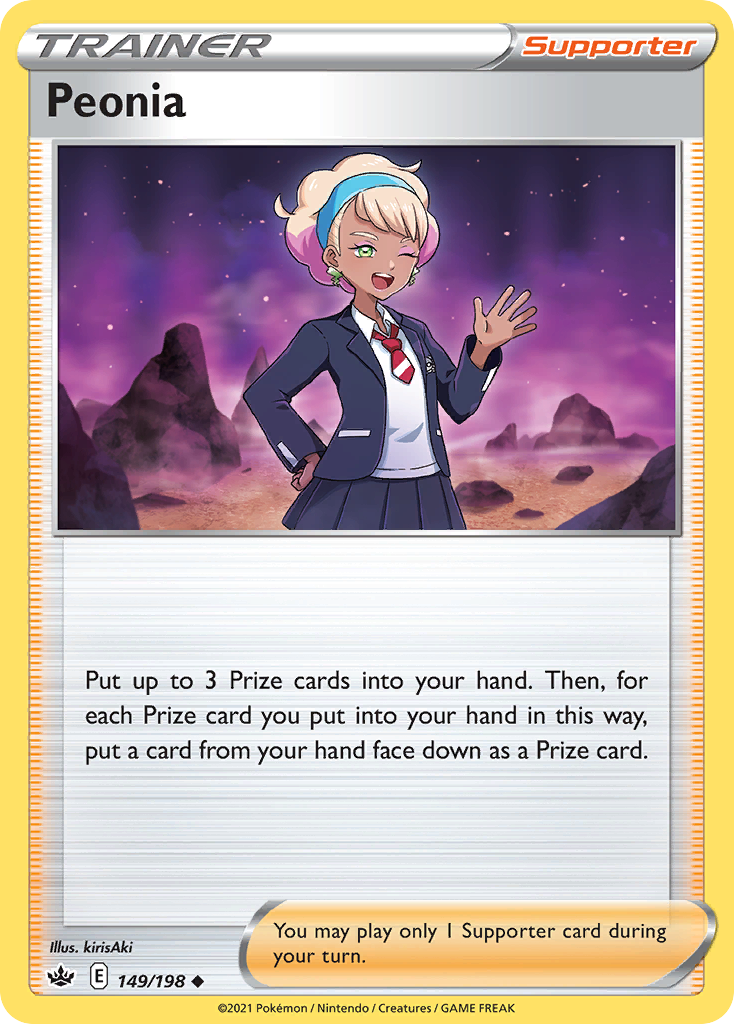 TRAINER
Supporter
Peonia
Put up to 3 Prize cards into your hand. Then, for
each Prize card you put into your hand in this way,
put a card from your hand face down as a Prize card.
You may play only 1 Supporter card during
your turn.
Illus. kirisAki
E 149/198 ◆
©2021 Pokémon / Nintendo / Creatures / GAME FREAK